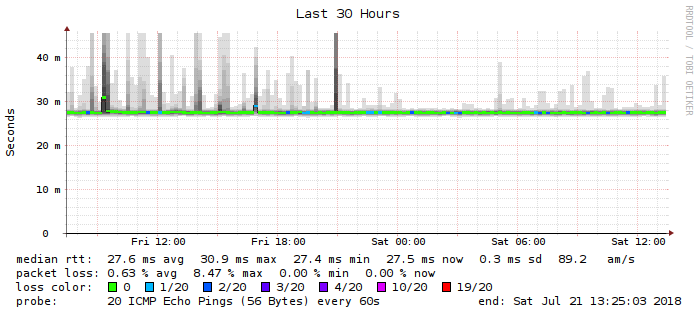 Last 30 Hours
RRDTOOL / TOBI OETIKER
Seconds
40 m
30 m
20 m
10 m
0
Fri 12:00 Fri 18:00 Sat 00:00 Sat 06:00 Sat 12:00
median rtt: 27.6 ms avg 30.9 ms max 27.4 ms min 27.5 ms now 0.3 ms sd 89.2 am/s
packet loss: 0.63 % avg 8.47 % max 0.00 % min 0.00 % now
loss color: 0 1/20 2/20 3/20 4/20 10/20 19/20
probe: 20 ICMP Echo Pings (56 Bytes) every 60s end: Sat Jul 21 13:25:03 2018